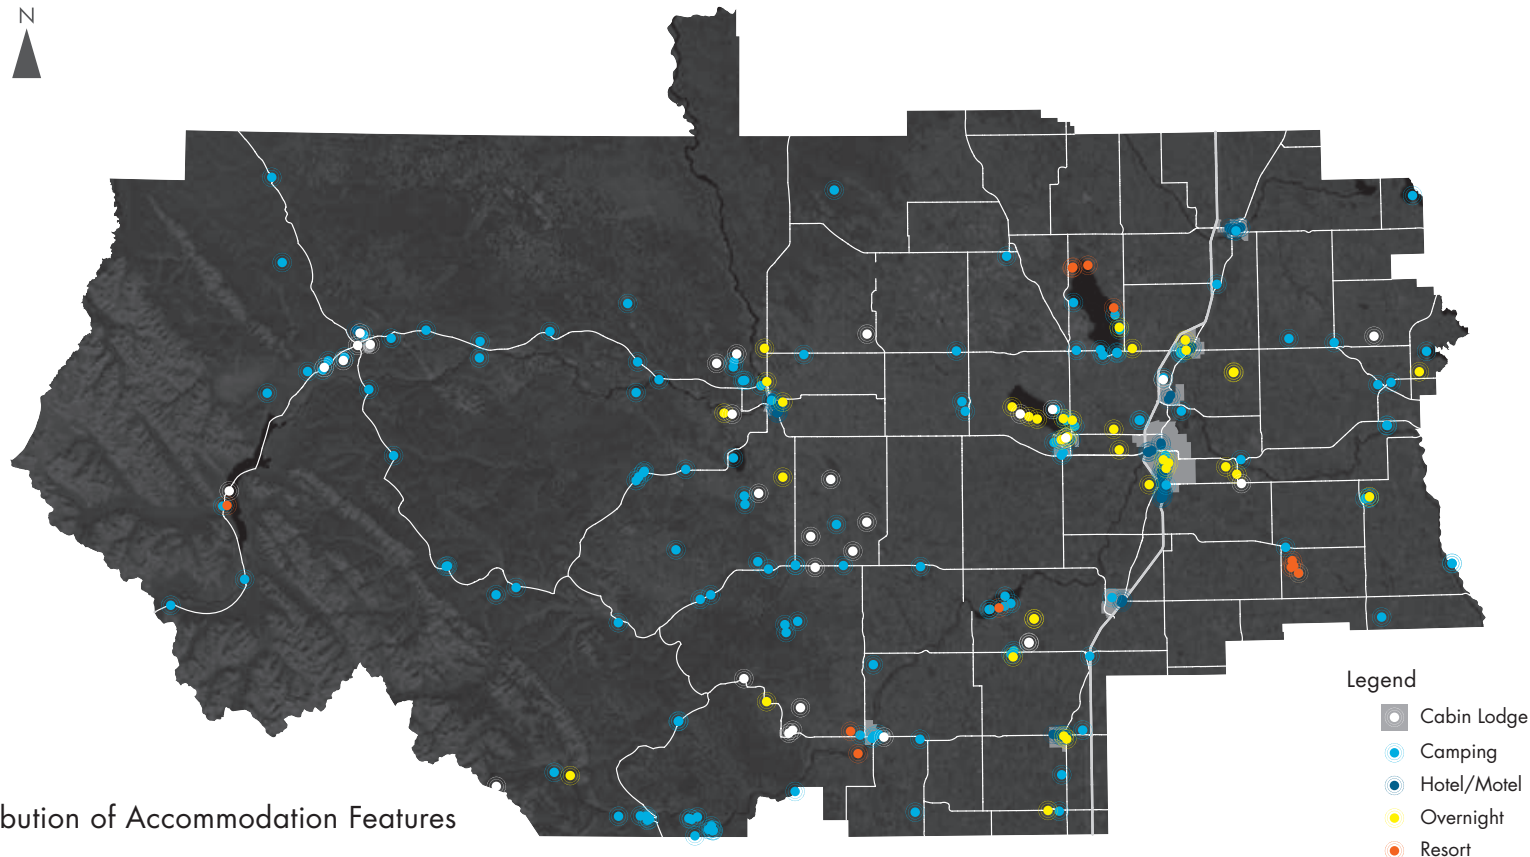 N
Legend
Cabin Lodge
Camping
Hotel/Motel
Overnight
Resort
bution of Accommodation Features